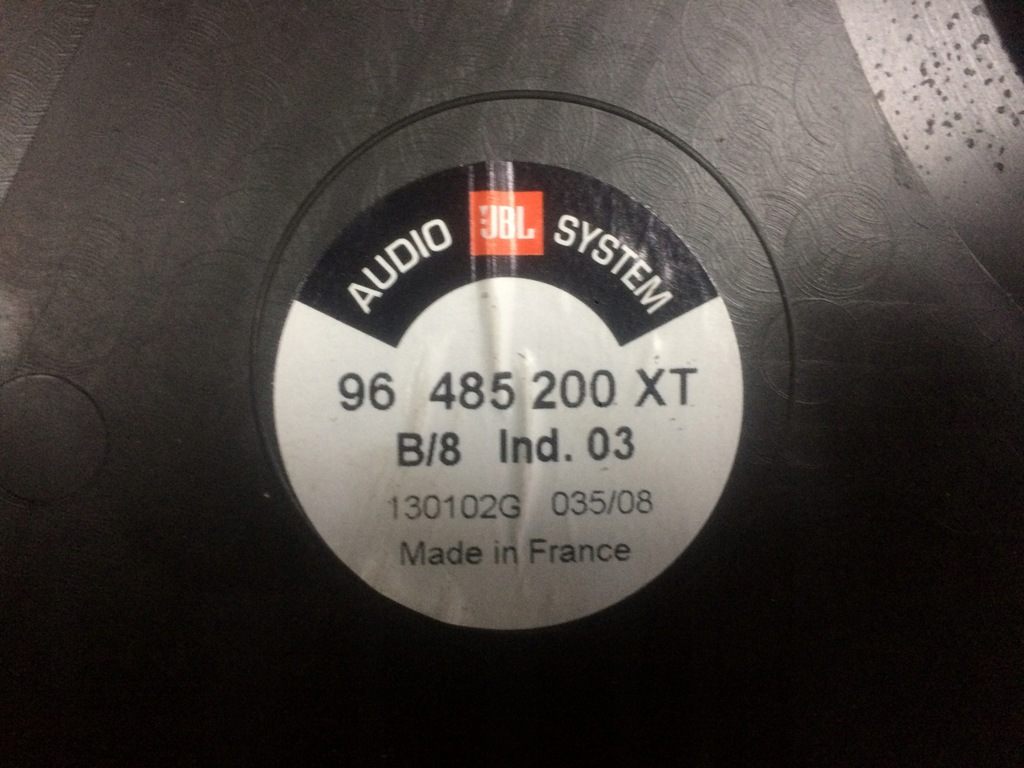 AUDIO JBL SYSTEM
96 485 200 XT
B/8 Ind. 03
130102G 035/08
Made in France